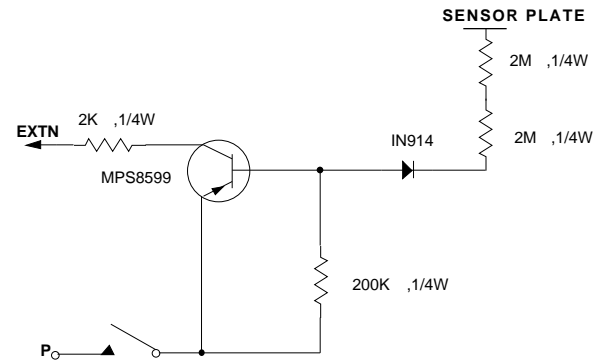 SENSOR PLATE
2M ,1/4W
2K ,1/4W
EXTN
IN914
2M ,1/4W
MPS8599
200K ,1/4W
P